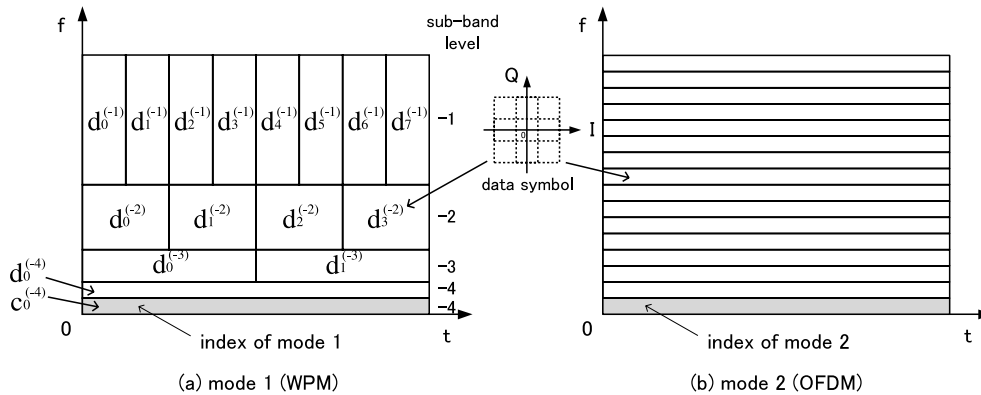 f
sub-band
level
d₀⁽⁻¹⁾ d₁⁽⁻¹⁾ d₂⁽⁻¹⁾ d₃⁽⁻¹⁾ d₄⁽⁻¹⁾ d₅⁽⁻¹⁾ d₆⁽⁻¹⁾ d₇⁽⁻¹⁾
-1
d₀⁽⁻²⁾ d₁⁽⁻²⁾ d₂⁽⁻²⁾ d₃⁽⁻²⁾
-2
d₀⁽⁻³⁾ d₁⁽⁻³⁾
-3
d₀⁽⁻⁴⁾
-4
c₀⁽⁻⁴⁾
-4
0
t
index of mode 1
(a) mode 1 (WPM)
Q
I
0
data symbol
f
0
t
index of mode 2
(b) mode 2 (OFDM)